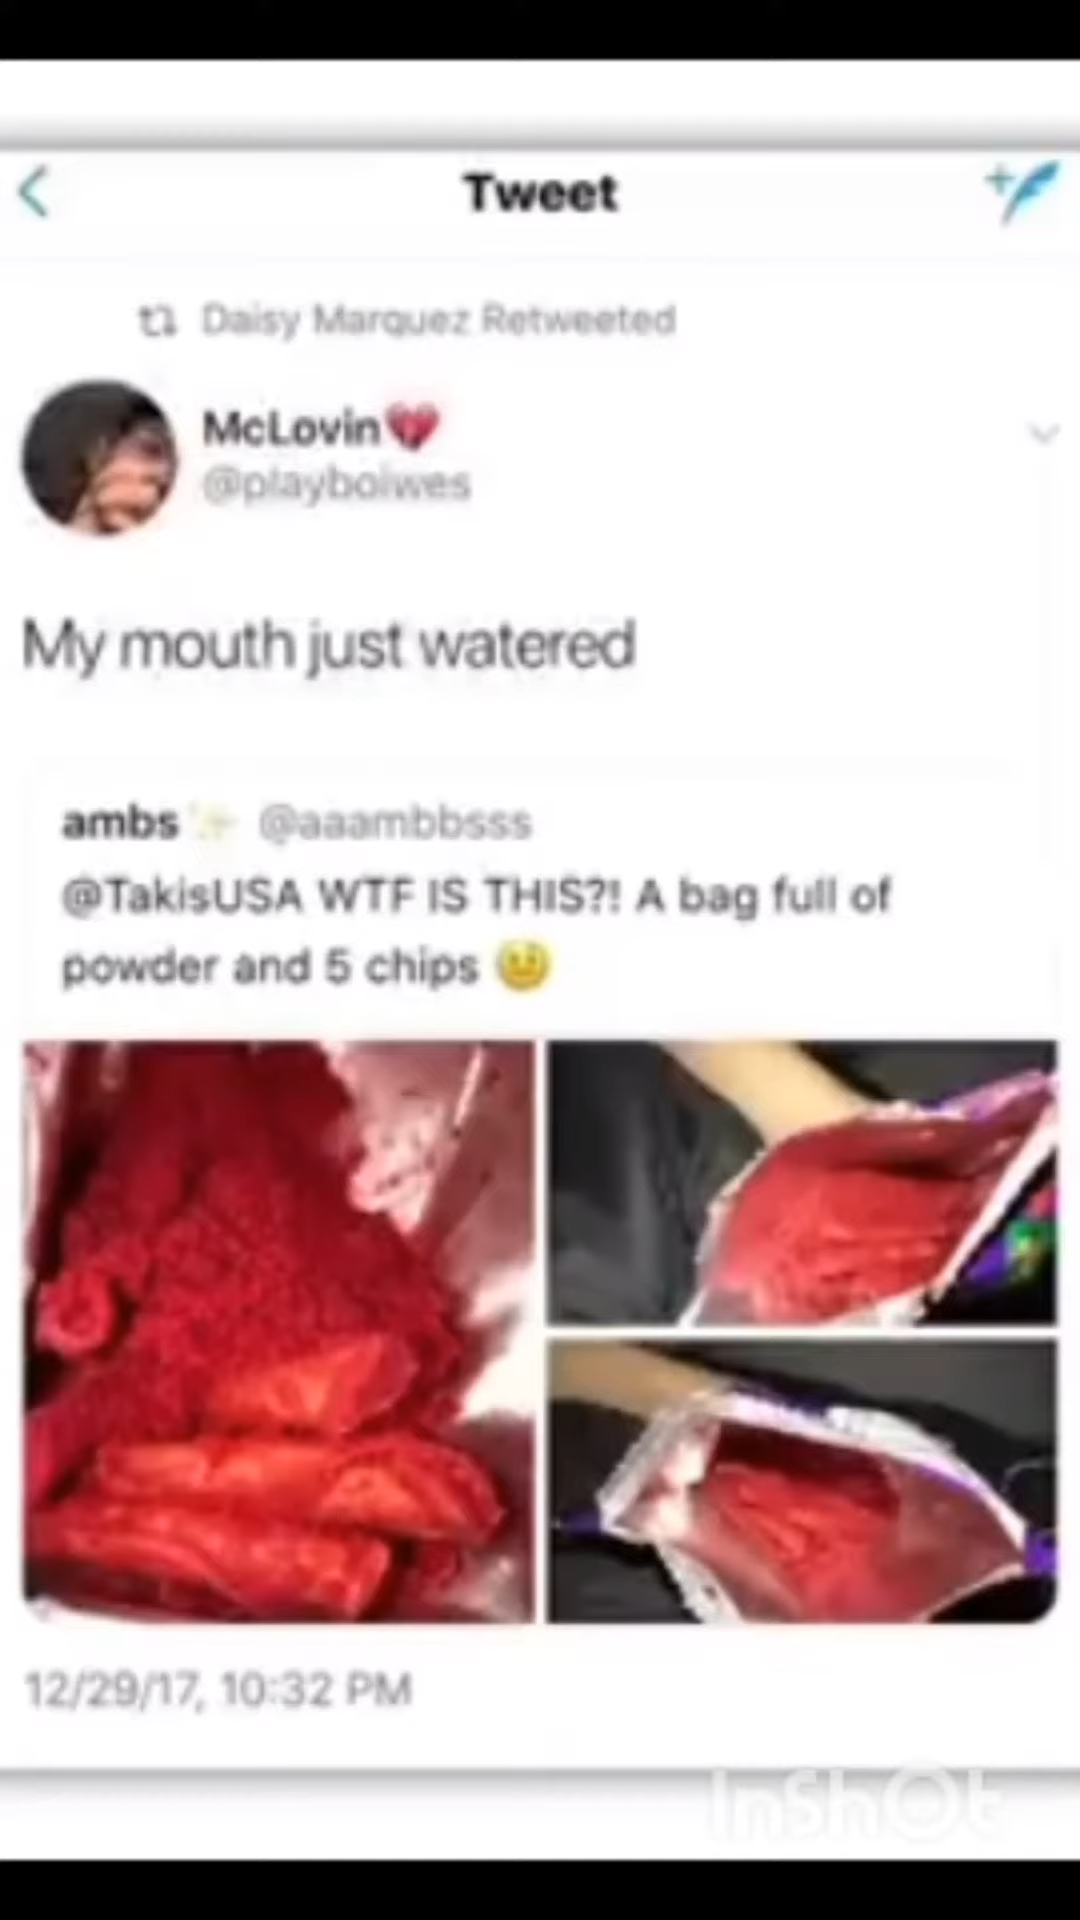 Tweet
Daisy Marquez Retweeted
McLovin💔
@playboiwes
My mouth just watered
ambs✨ @aaambbsss
@TakisUSA WTF IS THIS?! A bag full of
powder and 5 chips 🤨
12/29/17, 10:32 PM
InShOt